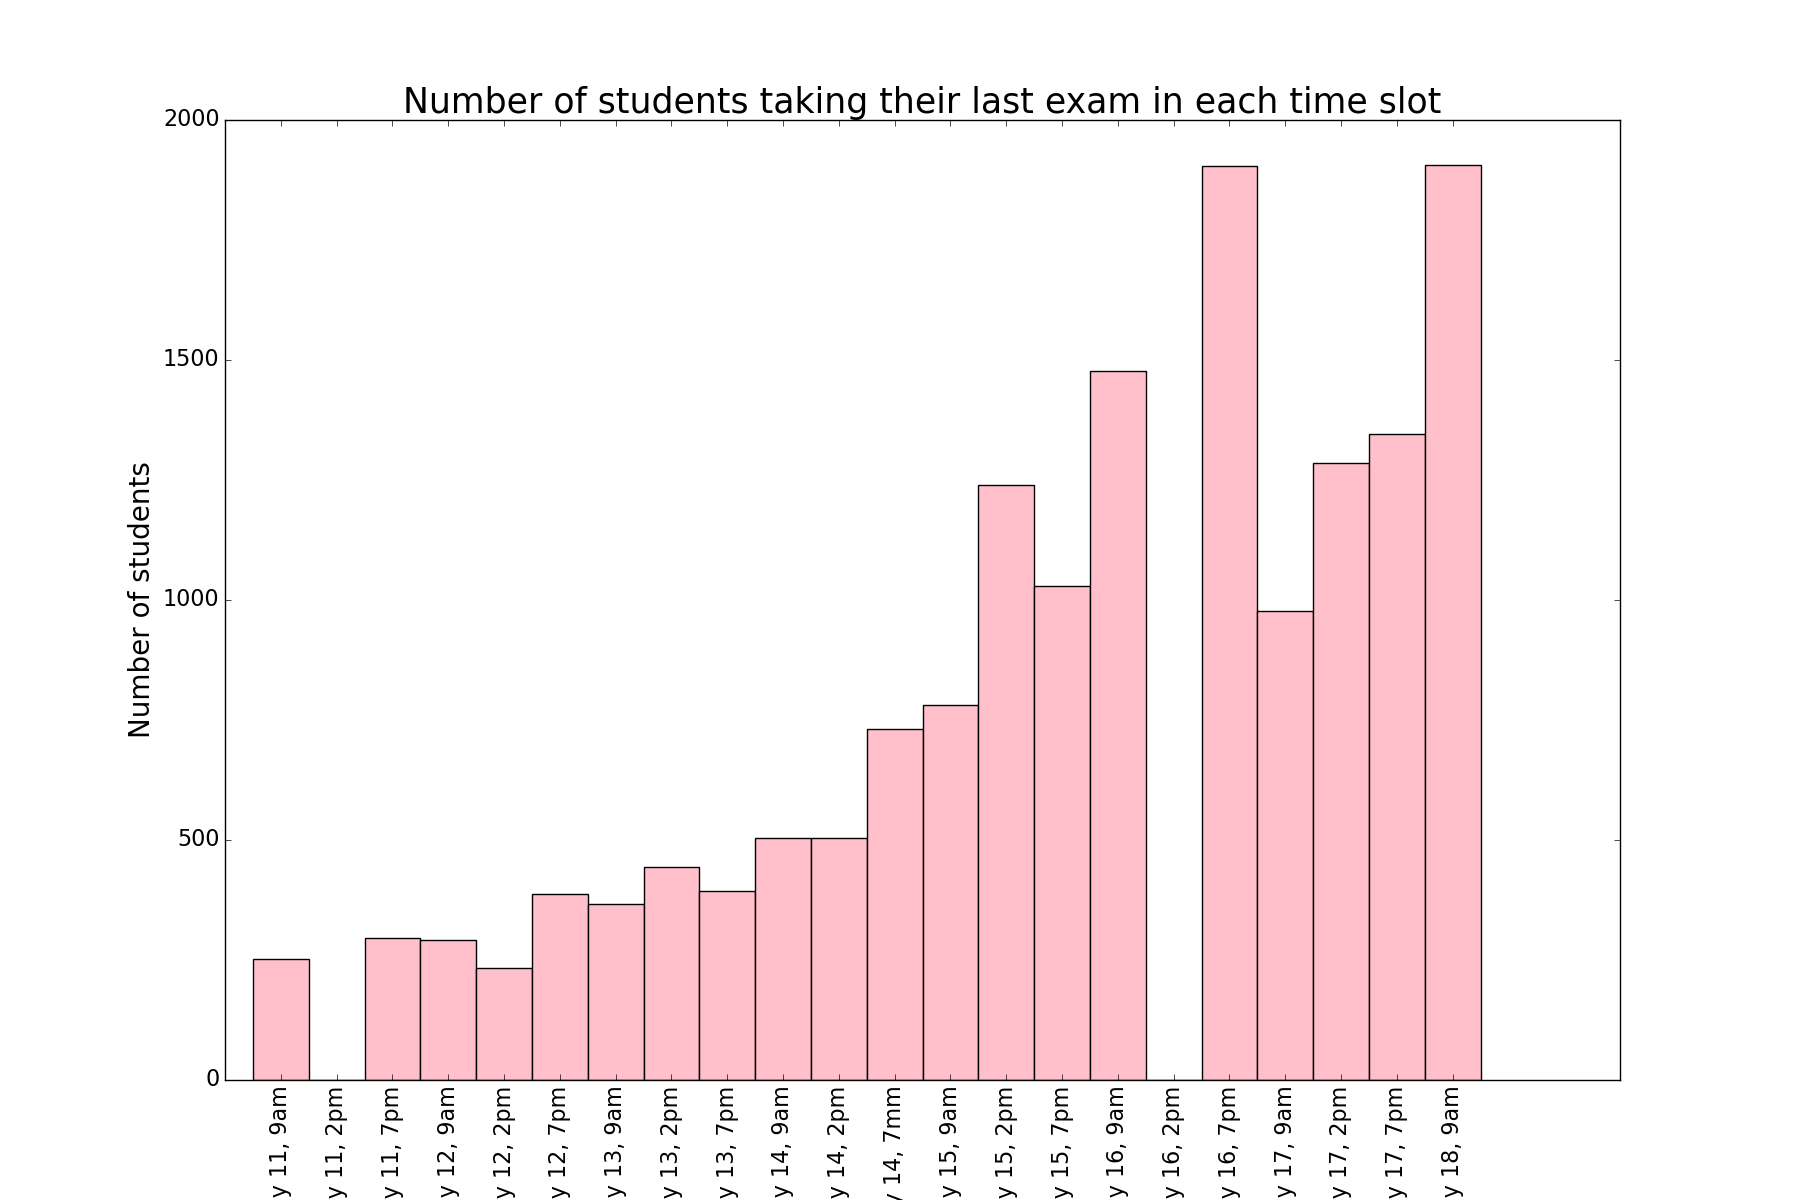 Number of students taking their last exam in each time slot
2000
1500
1000
500
0
Number of students
y 11, 9am
y 11, 2pm
y 11, 7pm
y 12, 9am
y 12, 2pm
y 12, 7pm
y 13, 9am
y 13, 2pm
y 13, 7pm
y 14, 9am
y 14, 2pm
y 14, 7mm
y 15, 9am
y 15, 2pm
y 15, 7pm
y 16, 9am
y 16, 2pm
y 16, 7pm
y 17, 9am
y 17, 2pm
y 17, 7pm
y 18, 9am